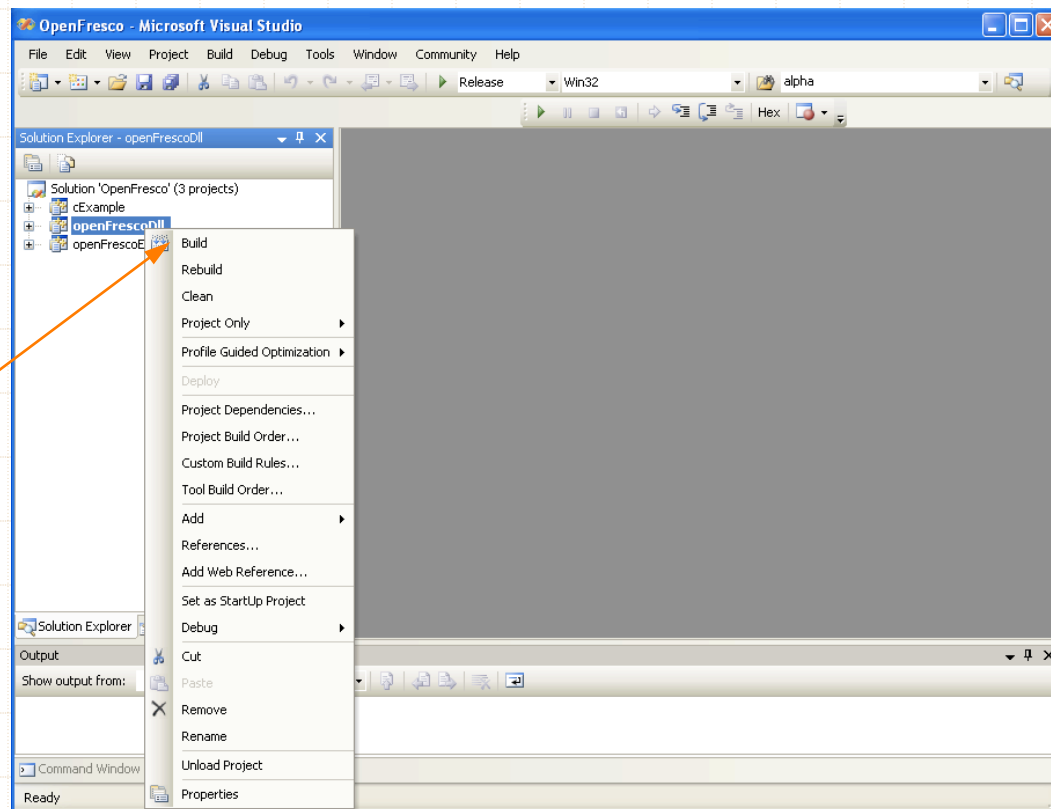 OpenFresco - Microsoft Visual Studio
File Edit View Project Build Debug Tools Window Community Help
Release Win32 alpha
Hex
Solution Explorer - openFrescoDll
Solution 'OpenFresco' (3 projects)
cExample
openFrescoDll
openFrescoE
Build
Rebuild
Clean
Project Only
Profile Guided Optimization
Deploy
Project Dependencies...
Project Build Order...
Custom Build Rules...
Tool Build Order...
Add
References...
Add Web Reference...
Set as StartUp Project
Debug
Cut
Paste
Remove
Rename
Unload Project
Properties
Solution Explorer
Output
Show output from:
Command Window
Ready